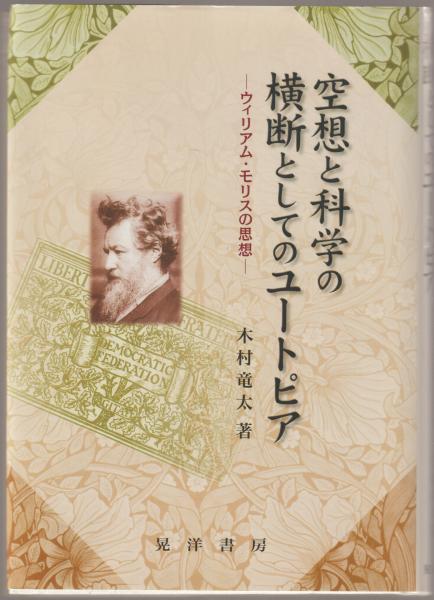 空想と科学の
横断としてのユートピア
―ウィリアム・モリスの思想―
木村竜太 著
LIBERT
FRATER
DEMOCRATIC
FEDERATION
晃洋書房